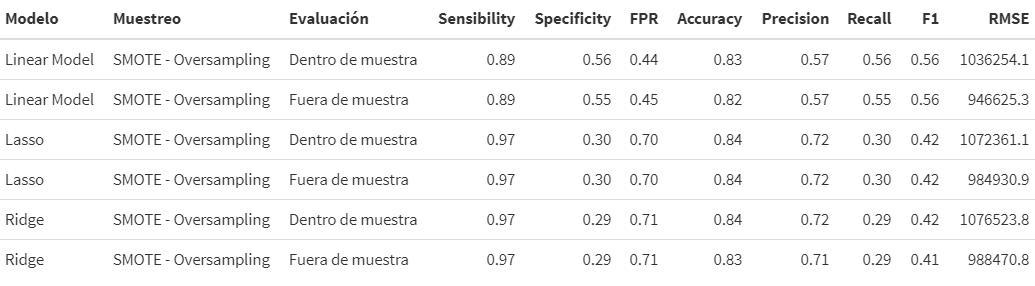 Modelo Muestreo Evaluación Sensibility Specificity FPR Accuracy Precision Recall F1 RMSE
Linear Model SMOTE - Oversampling Dentro de muestra 0.89 0.56 0.44 0.83 0.57 0.56 0.56 1036254.1
Linear Model SMOTE - Oversampling Fuera de muestra 0.89 0.55 0.45 0.82 0.57 0.55 0.56 946625.3
Lasso SMOTE - Oversampling Dentro de muestra 0.97 0.30 0.70 0.84 0.72 0.30 0.42 1072361.1
Lasso SMOTE - Oversampling Fuera de muestra 0.97 0.30 0.70 0.84 0.72 0.30 0.42 984930.9
Ridge SMOTE - Oversampling Dentro de muestra 0.97 0.29 0.71 0.84 0.72 0.29 0.42 1076523.8
Ridge SMOTE - Oversampling Fuera de muestra 0.97 0.29 0.71 0.83 0.71 0.29 0.41 988470.8